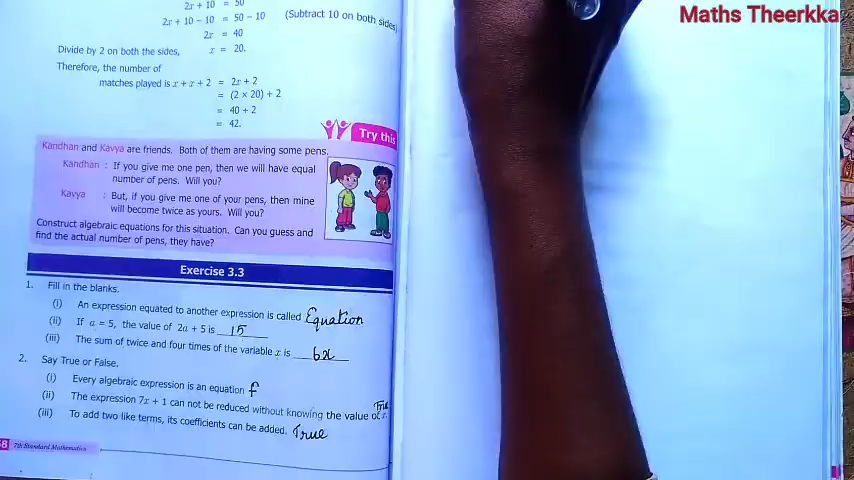 Maths Theerkka
2x + 10 = 50
2x + 10 − 10 = 50 − 10 (Subtract 10 on both sides)
2x = 40
Divide by 2 on both the sides, x = 20.
Therefore, the number of
matches played is x + x + 2 = 2x + 2
= (2 × 20) + 2
= 40 + 2
= 42.
Try this
Kandhan and Kavya are friends. Both of them are having some pens.
Kandhan : If you give me one pen, then we will have equal
number of pens. Will you?
Kavya : But, if you give me one of your pens, then mine
will become twice as yours. Will you?
Construct algebraic equations for this situation. Can you guess and
find the actual number of pens, they have?
Exercise 3.3
1. Fill in the blanks.
(i) An expression equated to another expression is called Equation
(ii) If a = 5, the value of 2a + 5 is 15
(iii) The sum of twice and four times of the variable x is 6x
2. Say True or False.
(i) Every algebraic expression is an equation f
(ii) The expression 7x + 1 can not be reduced without knowing the value of x. True
(iii) To add two like terms, its coefficients can be added. True
8 7th Standard Mathematics